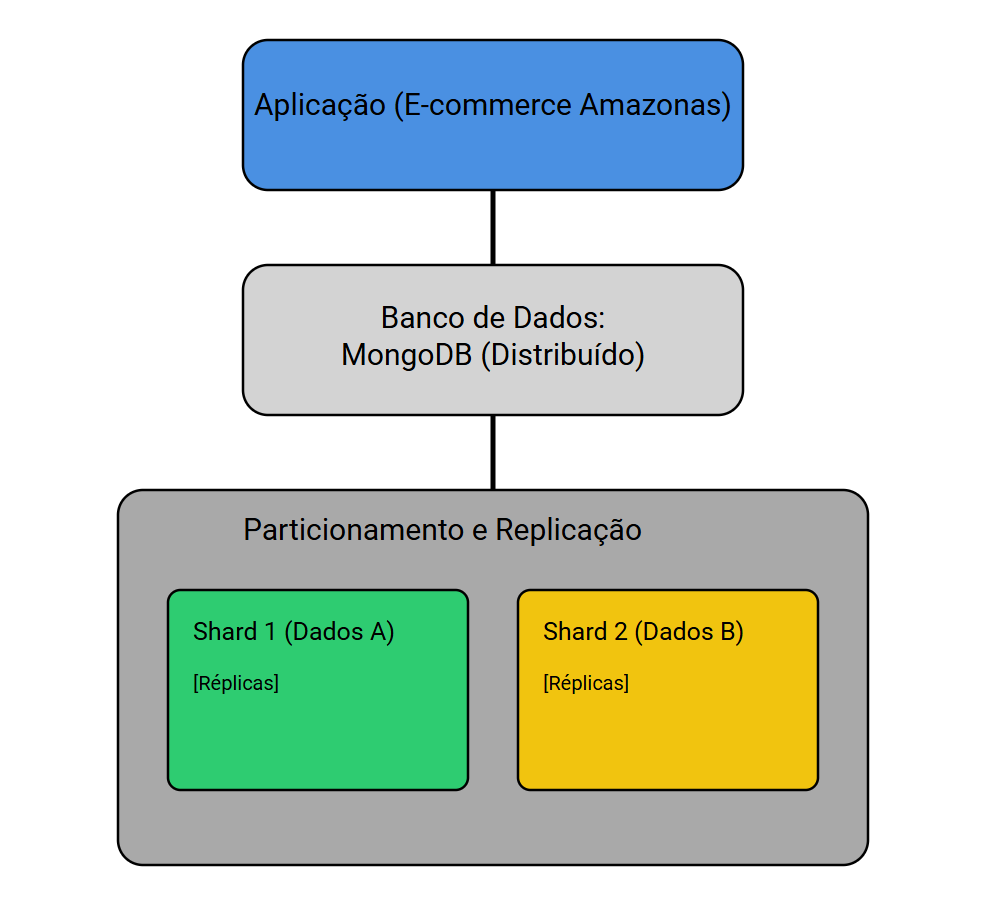 Aplicação (E-commerce Amazonas)
Banco de Dados:
MongoDB (Distribuído)
Particionamento e Replicação
Shard 1 (Dados A)
[Réplicas]
Shard 2 (Dados B)
[Réplicas]